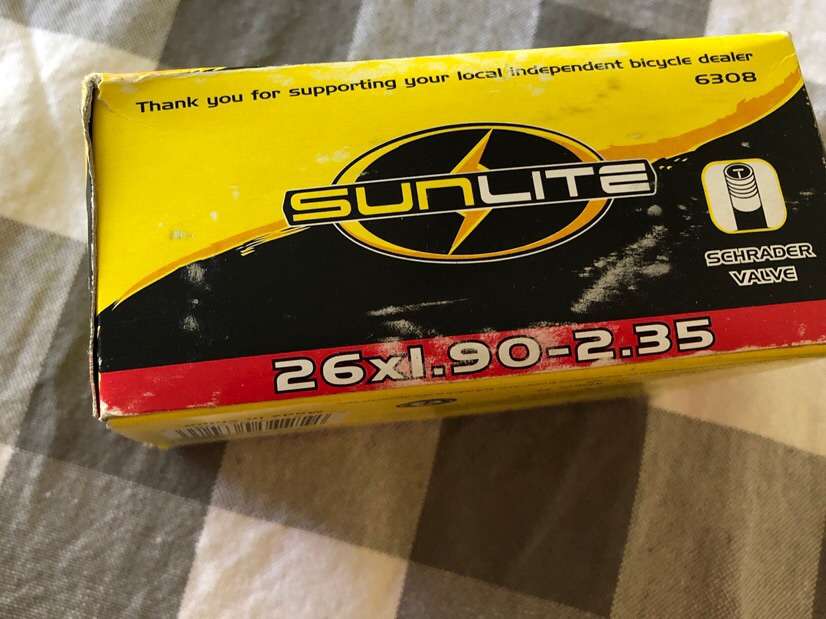 Thank you for supporting your local independent bicycle dealer
6308
SUNLITE
SCHRADER
VALVE
26x1.90-2.35